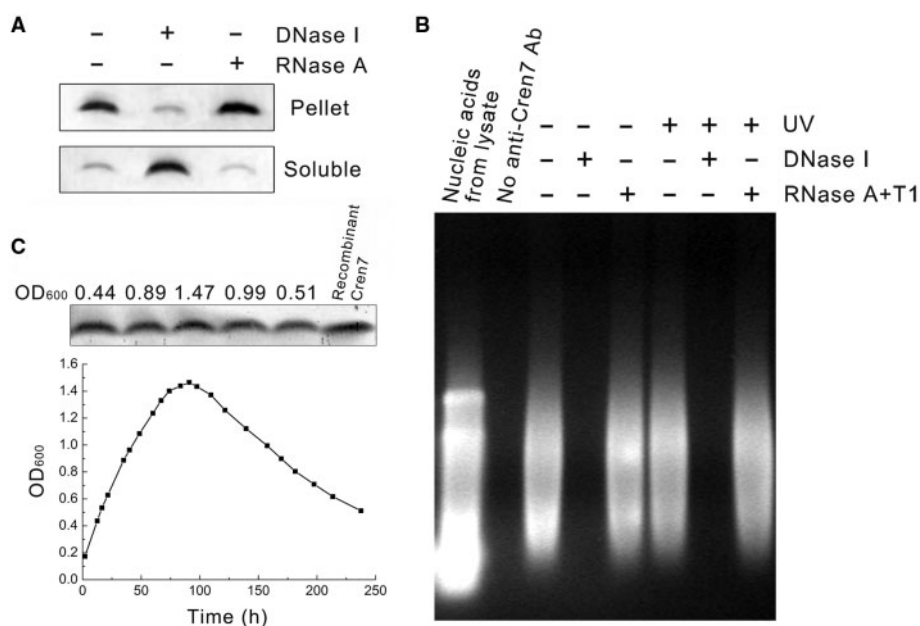 A
– + – DNase I
– – + RNase A
Pellet
Soluble
B
Nucleic acids
from lysate
No anti-Cren7 Ab
– – – + + + UV
– + – – + – DNase I
– – + – – + RNase A+T1
C
OD600 0.44 0.89 1.47 0.99 0.51
Recombinant
Cren7
1.6
1.4
1.2
1.0
0.8
0.6
0.4
0.2
0.0
OD600
0 50 100 150 200 250
Time (h)